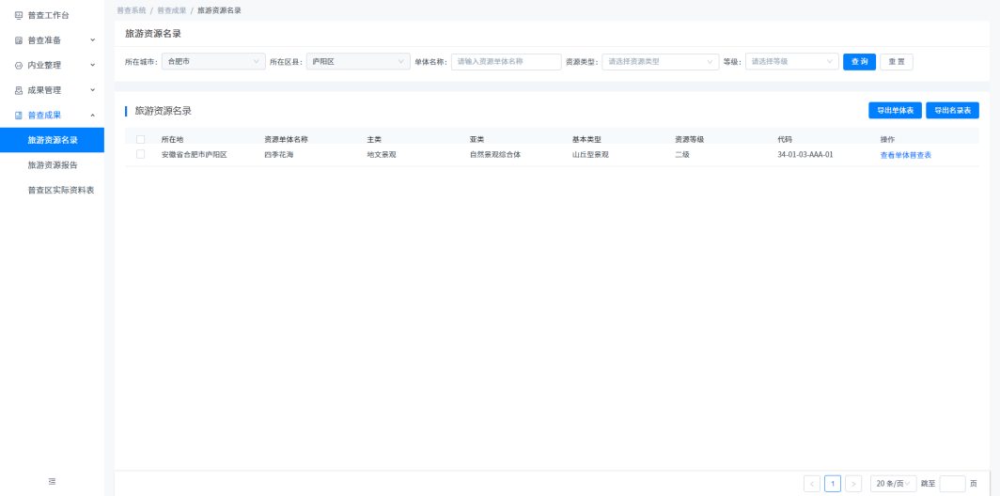 普查工作台
普查准备
内业整理
成果管理
普查成果
旅游资源名录
旅游资源报告
普查区实际资料表
普查系统 / 普查成果 / 旅游资源名录
旅游资源名录
所在城市: 合肥市 所在区县: 庐阳区 单体名称: 请输入资源单体名称 资源类型: 请选择资源类型 等级: 请选择等级 查 询 重 置
旅游资源名录 导出单体表 导出名录表
所在地 资源单体名称 主类 亚类 基本类型 资源等级 代码 操作
安徽省合肥市庐阳区 四季花海 地文景观 自然景观综合体 山丘型景观 二级 34-01-03-AAA-01 查看单体普查表
< 1 > 20 条/页 跳至 页